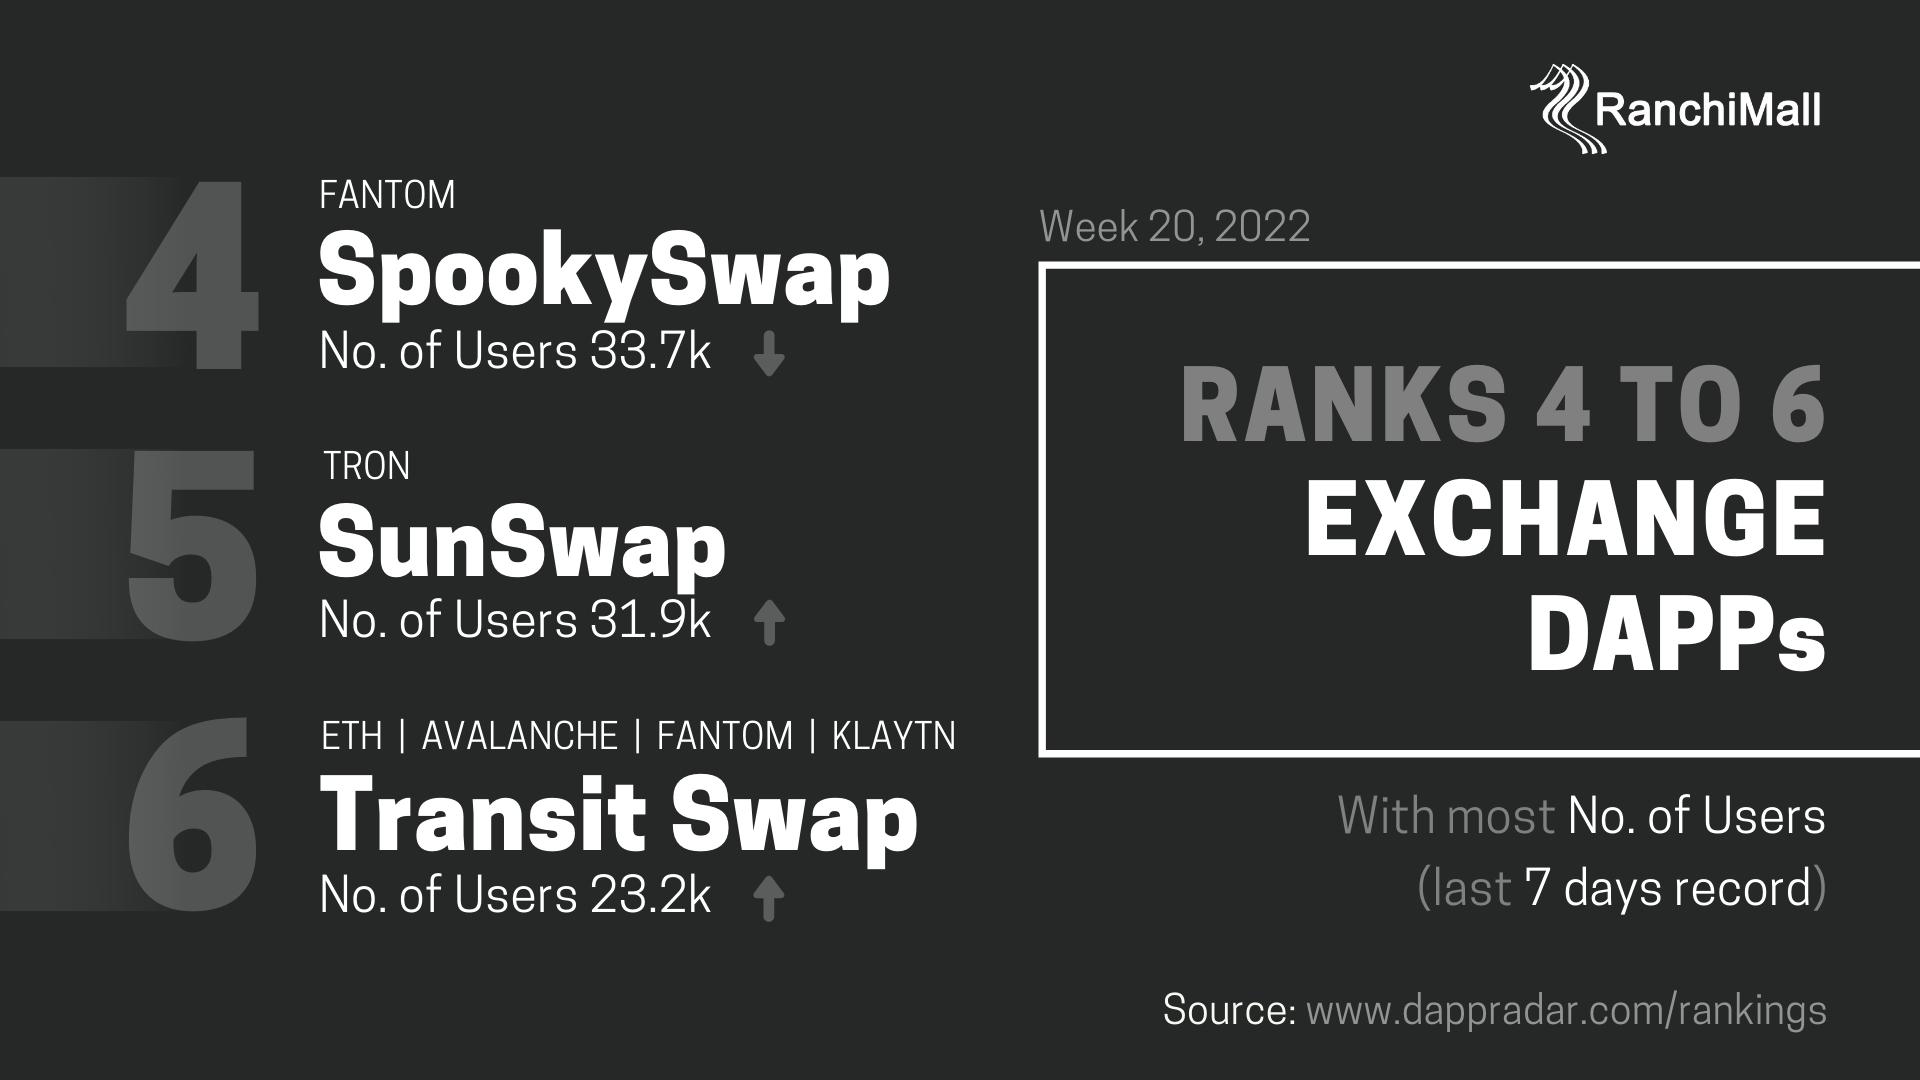 RanchiMall
4
FANTOM
SpookySwap
No. of Users 33.7k
5
TRON
SunSwap
No. of Users 31.9k
6
ETH | AVALANCHE | FANTOM | KLAYTN
Transit Swap
No. of Users 23.2k
Week 20, 2022
RANKS 4 TO 6
EXCHANGE
DAPPs
With most No. of Users
(last 7 days record)
Source: www.dappradar.com/rankings